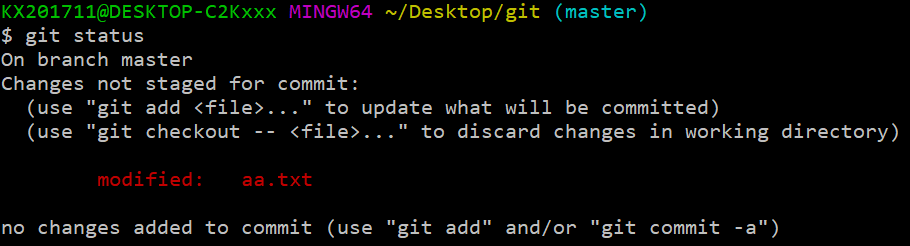 KX201711@DESKTOP-C2Kxxx MINGW64 ~/Desktop/git (master)
$ git status
On branch master
Changes not staged for commit:
  (use "git add <file>..." to update what will be committed)
  (use "git checkout -- <file>..." to discard changes in working directory)

        modified:   aa.txt

no changes added to commit (use "git add" and/or "git commit -a")